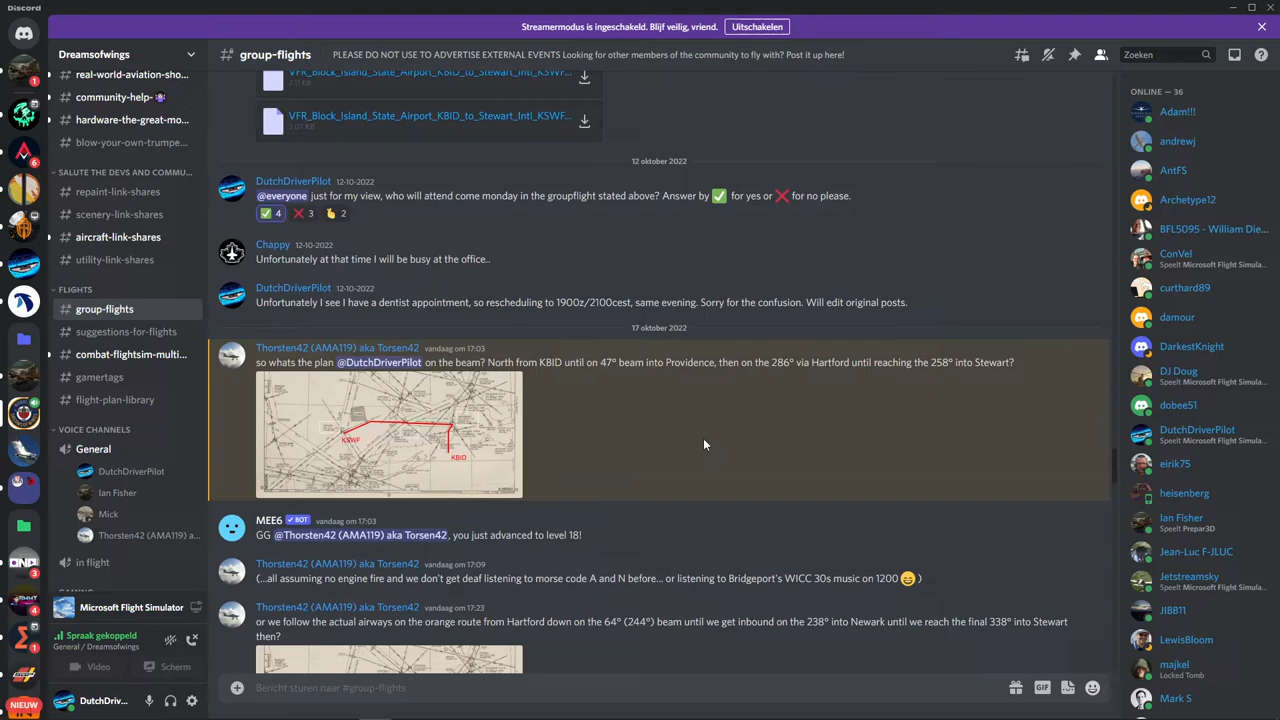 Discord
Streamermodus is ingeschakeld. Blijf veilig, vriend.
Uitschakelen
Dreamsofwings
group-flights
PLEASE DO NOT USE TO ADVERTISE EXTERNAL EVENTS Looking for other members of the community to fly with? Post it up here!
Zoeken
1
6
3
4
1
NIEUW
real-world-aviation-sho...
community-help-
hardware-the-great-mo...
blow-your-own-trumpe...
SALUTE THE DEVS AND COMMU...
repaint-link-shares
scenery-link-shares
aircraft-link-shares
utility-link-shares
FLIGHTS
group-flights
suggestions-for-flights
combat-flightsim-multi...
gamertags
flight-plan-library
VOICE CHANNELS
General
DutchDriverPilot
Ian Fisher
Mick
Thorsten42 (AMA119) a...
in flight
Microsoft Flight Simulator
Spraak gekoppeld
General / Dreamsofwings
Video
Scherm
DutchDriv...
VFR_Block_Island_State_Airport_KBID_to_Stewart_Intl_KSWF...
2.11 KB
VFR_Block_Island_State_Airport_KBID_to_Stewart_Intl_KSWF...
2.07 KB
12 oktober 2022
DutchDriverPilot 12-10-2022
@everyone just for my view, who will attend come monday in the groupflight stated above? Answer by ✅ for yes or ❌ for no please.
✅ 4 ❌ 3 2
Chappy 12-10-2022
Unfortunately at that time I will be busy at the office..
DutchDriverPilot 12-10-2022
Unfortunately I see I have a dentist appointment, so rescheduling to 1900z/2100cest, same evening. Sorry for the confusion. Will edit original posts.
17 oktober 2022
Thorsten42 (AMA119) aka Torsen42 vandaag om 17:03
so whats the plan @DutchDriverPilot on the beam? North from KBID until on 47° beam into Providence, then on the 286° via Hartford until reaching the 258° into Stewart?
KSWF
KBID
MEE6 ✓ BOT vandaag om 17:03
GG @Thorsten42 (AMA119) aka Torsen42, you just advanced to level 18!
Thorsten42 (AMA119) aka Torsen42 vandaag om 17:09
(...all assuming no engine fire and we don't get deaf listening to morse code A and N before... or listening to Bridgeport's WICC 30s music on 1200 😄 )
Thorsten42 (AMA119) aka Torsen42 vandaag om 17:23
or we follow the actual airways on the orange route from Hartford down on the 64° (244°) beam until we get inbound on the 238° into Newark until we reach the final 338° into Stewart
then?
Bericht sturen naar #group-flights
GIF
ONLINE — 36
Adam!!!
andrewj
AntFS
Archetype12
BFL5095 - William Die...
ConVel
Speelt Microsoft Flight Simula...
curthard89
damour
DarkestKnight
DJ Doug
Speelt Microsoft Flight Simula...
dobee51
DutchDriverPilot
Speelt Microsoft Flight Simula...
eirik75
heisenberg
Ian Fisher
Speelt Prepar3D
Jean-Luc F-JLUC
Jetstreamsky
Speelt Microsoft Flight Simula...
JIBB11
LewisBloom
majkel
Locked Tomb
Mark S